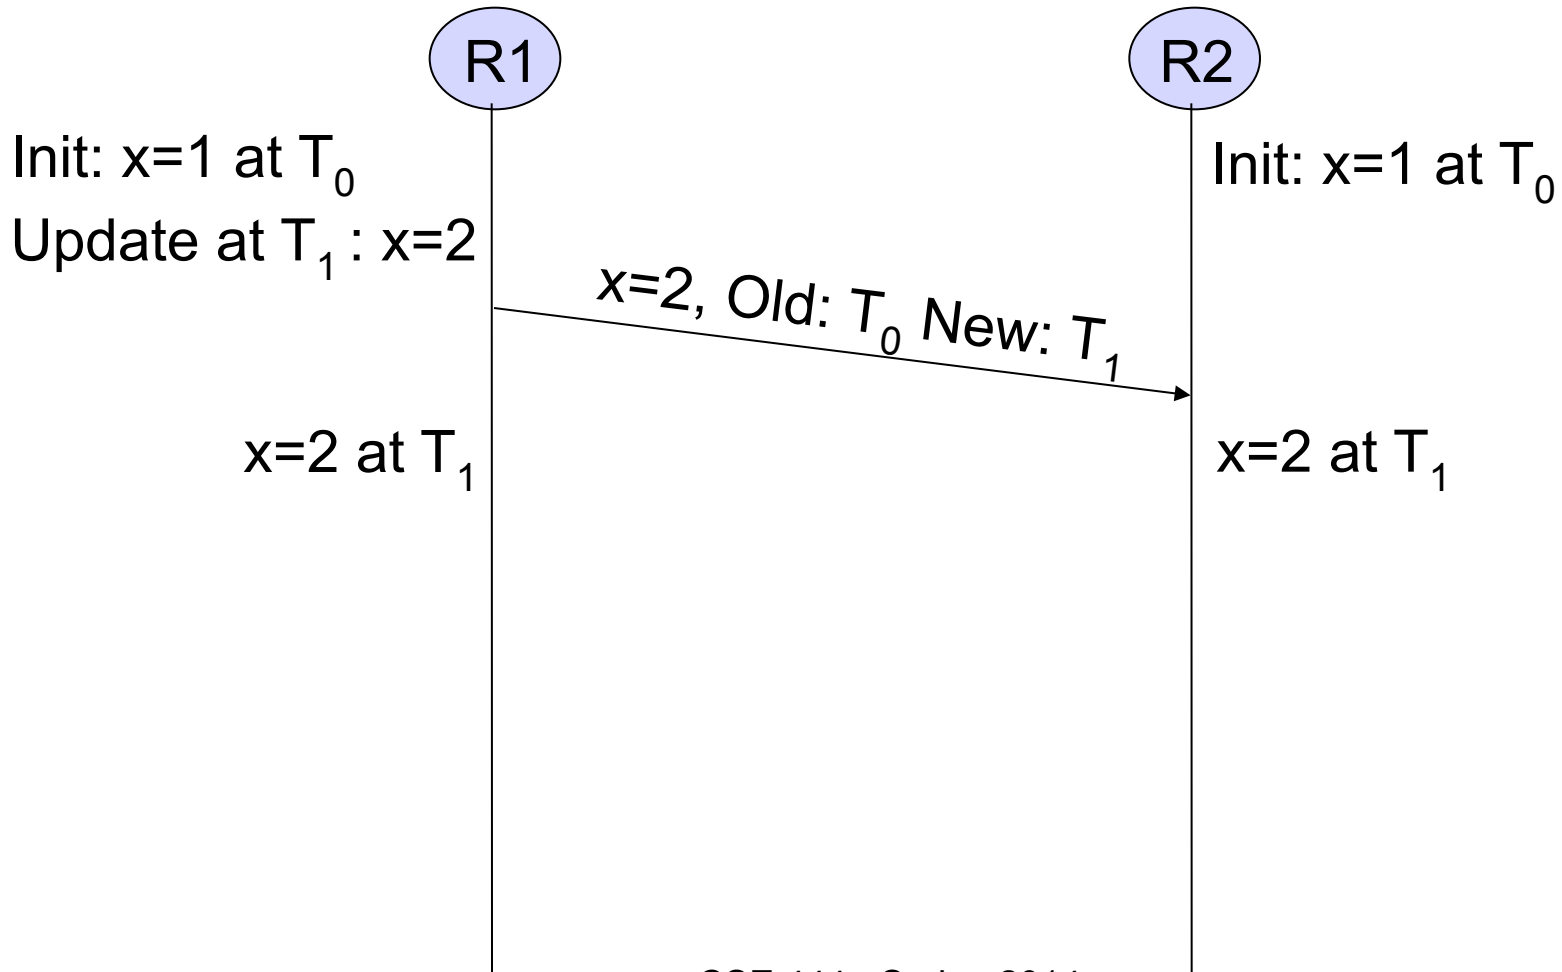 R1
R2
Init: x=1 at T₀
Init: x=1 at T₀
Update at T₁ : x=2
x=2, Old: T₀ New: T₁
x=2 at T₁
x=2 at T₁